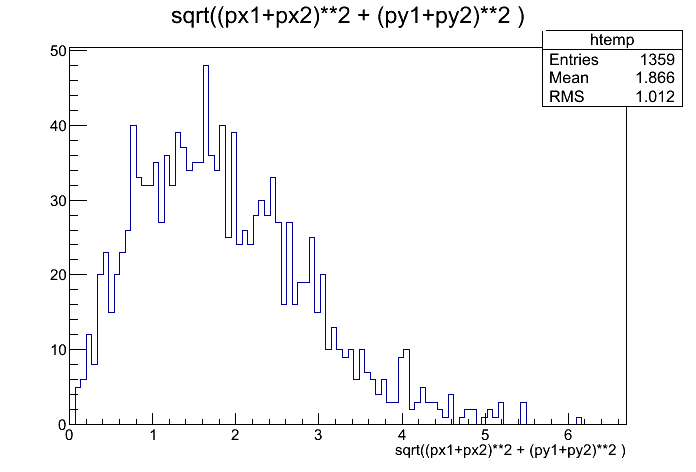 sqrt((px1+px2)**2 + (py1+py2)**2 )
htemp
Entries 1359
Mean 1.866
RMS 1.012
50
40
30
20
10
0
0 1 2 3 4 5 6
sqrt((px1+px2)**2 + (py1+py2)**2 )